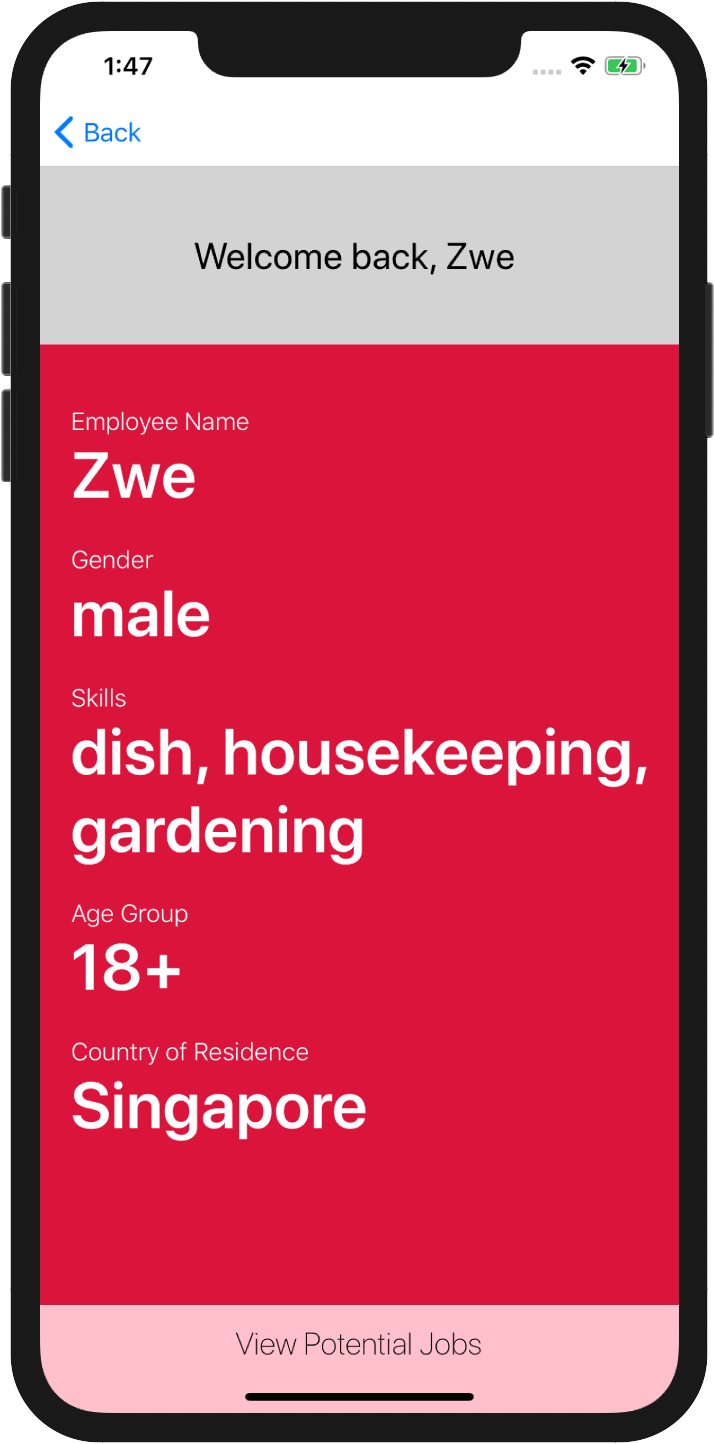 1:47
Back
Welcome back, Zwe
Employee Name
Zwe
Gender
male
Skills
dish, housekeeping,
gardening
Age Group
18+
Country of Residence
Singapore
View Potential Jobs